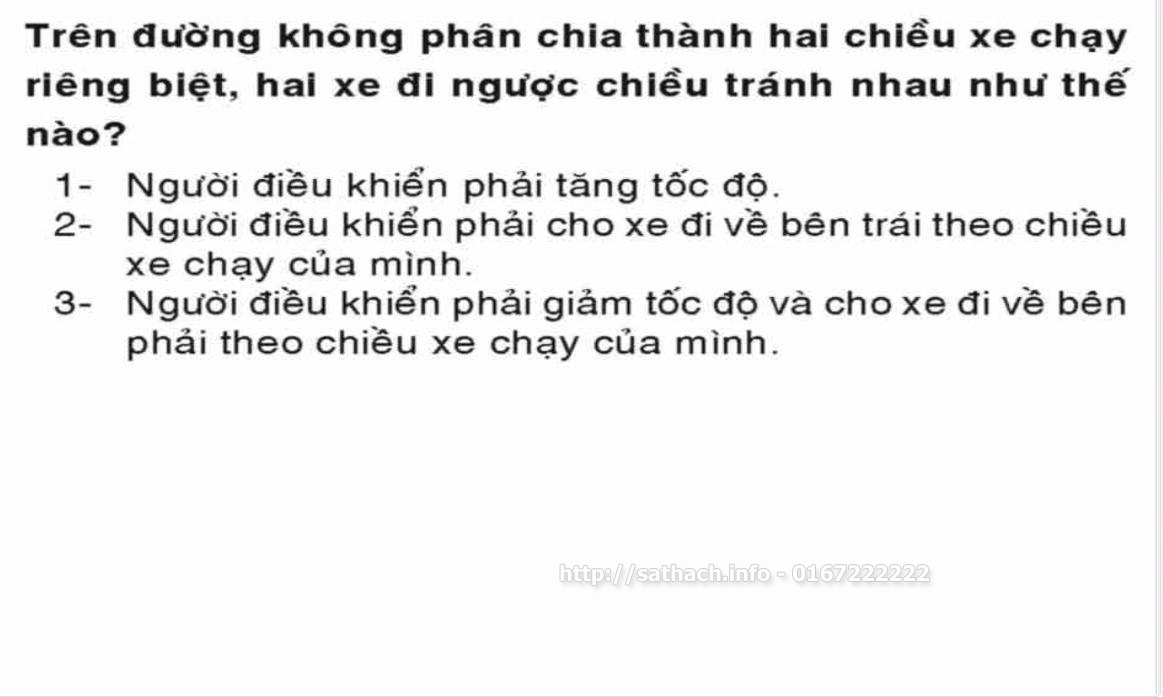 Trên đường không phân chia thành hai chiều xe chạy
riêng biệt, hai xe đi ngược chiều tránh nhau như thế
nào?
1- Người điều khiển phải tăng tốc độ.
2- Người điều khiển phải cho xe đi về bên trái theo chiều
xe chạy của mình.
3- Người điều khiển phải giảm tốc độ và cho xe đi về bên
phải theo chiều xe chạy của mình.
http://sathach.info - 0167222222